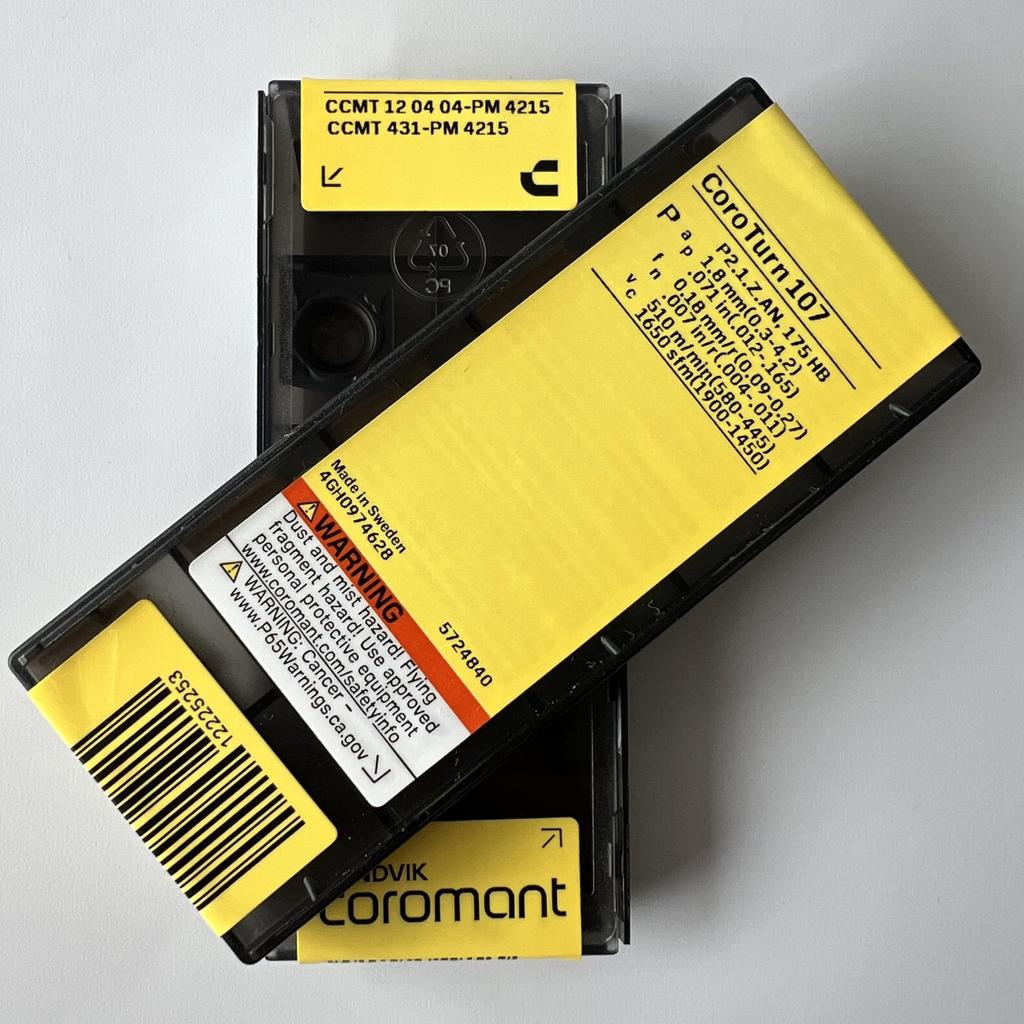 CCMT 12 04 04-PM 4215
CCMT 431-PM 4215
07
PC
CoroTurn 107
P P2.1.Z.AN, 175 HB
ap 1.8 mm(0.3-4.2)
.071 in(.012-.165)
fn 0.18 mm/r(0.09-0.27)
.007 in/r(.004-.011)
vc 510 m/min(580-445)
1650 sfm(1900-1450)
Made in Sweden
4GH0974628
5724840
WARNING
Dust and mist hazard! Flying
fragment hazard! Use approved
personal protective equipment
www.coromant.com/safetyinfo
WARNING: Cancer -
www.P65Warnings.ca.gov
12225253
NDVIK
coromant